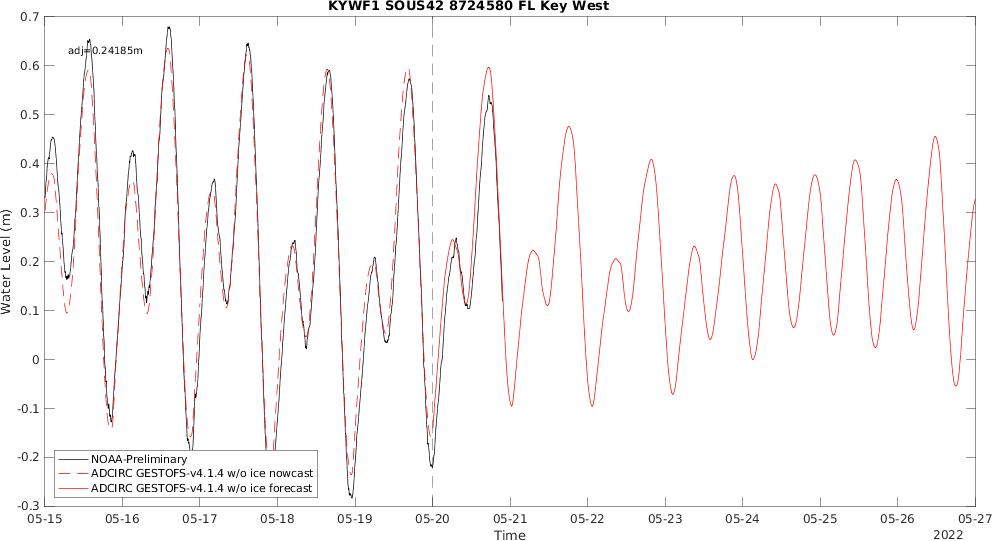 KYWF1 SOUS42 8724580 FL Key West
adj=0.24185m
Water Level (m)
0.7
0.6
0.5
0.4
0.3
0.2
0.1
0
-0.1
-0.2
-0.3
NOAA-Preliminary
ADCIRC GESTOFS-v4.1.4 w/o ice nowcast
ADCIRC GESTOFS-v4.1.4 w/o ice forecast
05-15 05-16 05-17 05-18 05-19 05-20 05-21 05-22 05-23 05-24 05-25 05-26 05-27
Time
2022